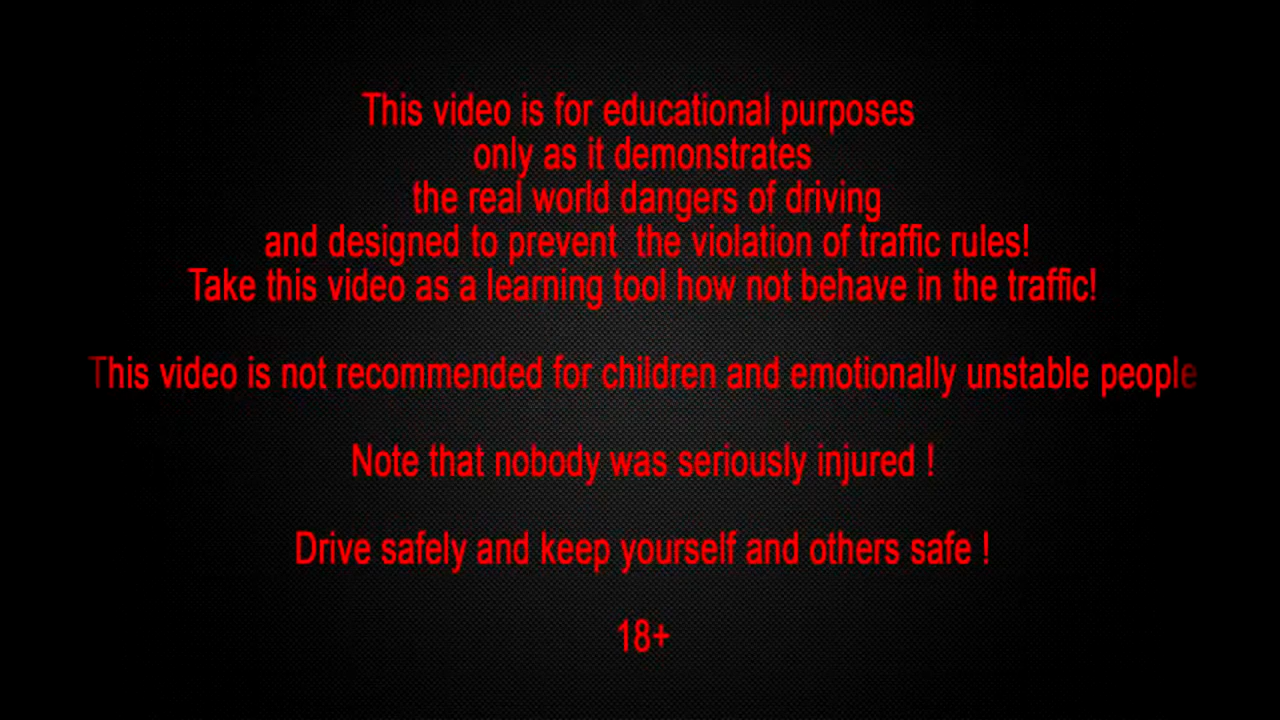 This video is for educational purposes
only as it demonstrates
the real world dangers of driving
and designed to prevent  the violation of traffic rules!
Take this video as a learning tool how not behave in the traffic!
This video is not recommended for children and emotionally unstable people
Note that nobody was seriously injured !
Drive safely and keep yourself and others safe !
18+